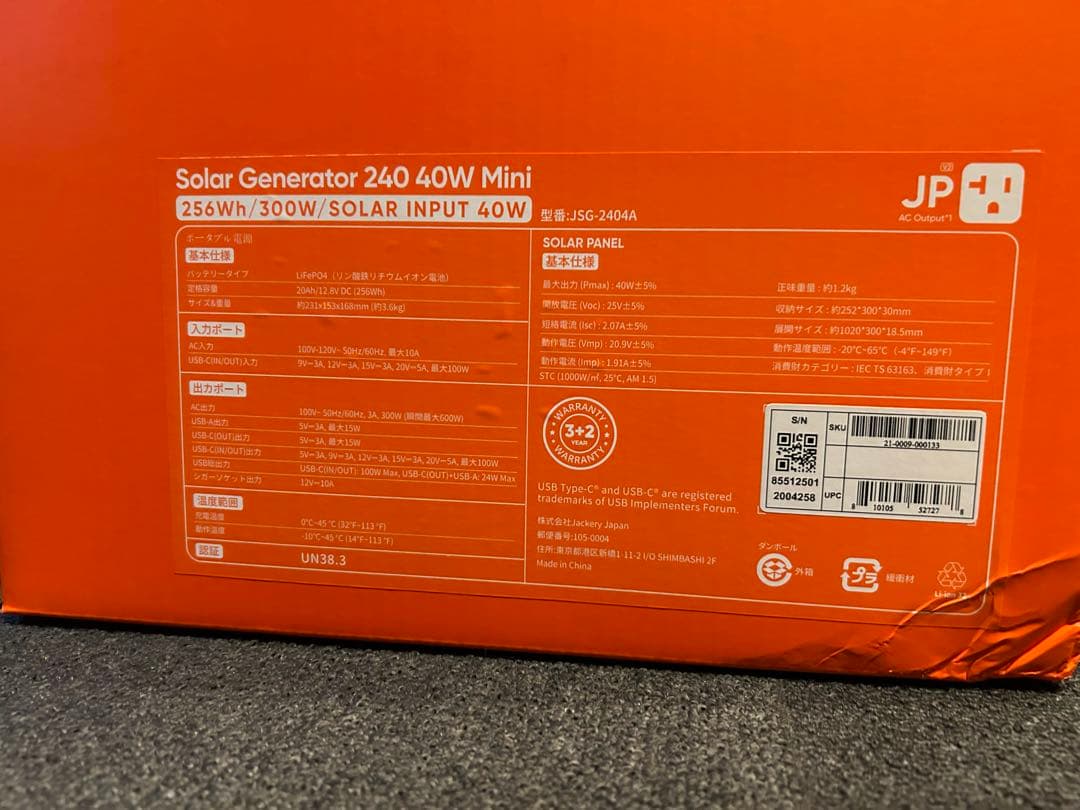 Solar Generator 240 40W Mini
256Wh/300W/SOLAR INPUT 40W
型番:JSG-2404A
V2
JP
AC Output*1
ポータブル電源
基本仕様
バッテリータイプ LiFePO4（リン酸鉄リチウムイオン電池）
定格容量 20Ah/12.8V DC (256Wh)
サイズ&重量 約231x153x168mm (約3.6kg)
入力ポート
AC入力 100V-120V~ 50Hz/60Hz, 最大10A
USB-C(IN/OUT)入力 9V⎓3A, 12V⎓3A, 15V⎓3A, 20V⎓5A, 最大100W
出力ポート
AC出力 100V~ 50Hz/60Hz, 3A, 300W (瞬間最大600W)
USB-A出力 5V⎓3A, 最大15W
USB-C(OUT)出力 5V⎓3A, 最大15W
USB-C(IN/OUT)出力 5V⎓3A, 9V⎓3A, 12V⎓3A, 15V⎓3A, 20V⎓5A, 最大100W
USB総出力 USB-C(IN/OUT): 100W Max, USB-C(OUT)+USB-A: 24W Max
シガーソケット出力 12V⎓10A
温度範囲
充電温度 0°C~45 °C (32°F~113 °F)
動作温度 -10°C~45 °C (14°F~113 °F)
認証 UN38.3
SOLAR PANEL
基本仕様
最大出力 (Pmax) : 40W±5%
開放電圧 (Voc) : 25V±5%
短絡電流 (Isc) : 2.07A±5%
動作電圧 (Vmp) : 20.9V±5%
動作電流 (Imp) : 1.91A±5%
STC (1000W/㎡, 25°C, AM 1.5)
正味重量 : 約1.2kg
収納サイズ : 約252*300*30mm
展開サイズ : 約1020*300*18.5mm
動作温度範囲 : -20°C~65°C（-4°F~149°F）
消費財カテゴリー : IEC TS 63163、消費財タイプ I
WARRANTY
3+2
YEAR
WARRANTY
USB Type-C® and USB-C® are registered
trademarks of USB Implementers Forum.
株式会社Jackery Japan
郵便番号:105-0004
住所:東京都港区新橋1-11-2 I/O SHIMBASHI 2F
Made in China
S/N
85512501
2004258
SKU
21-0009-000133
UPC
8 10105 52727 8
ダンボール
外箱
プラ
緩衝材
Li-ion